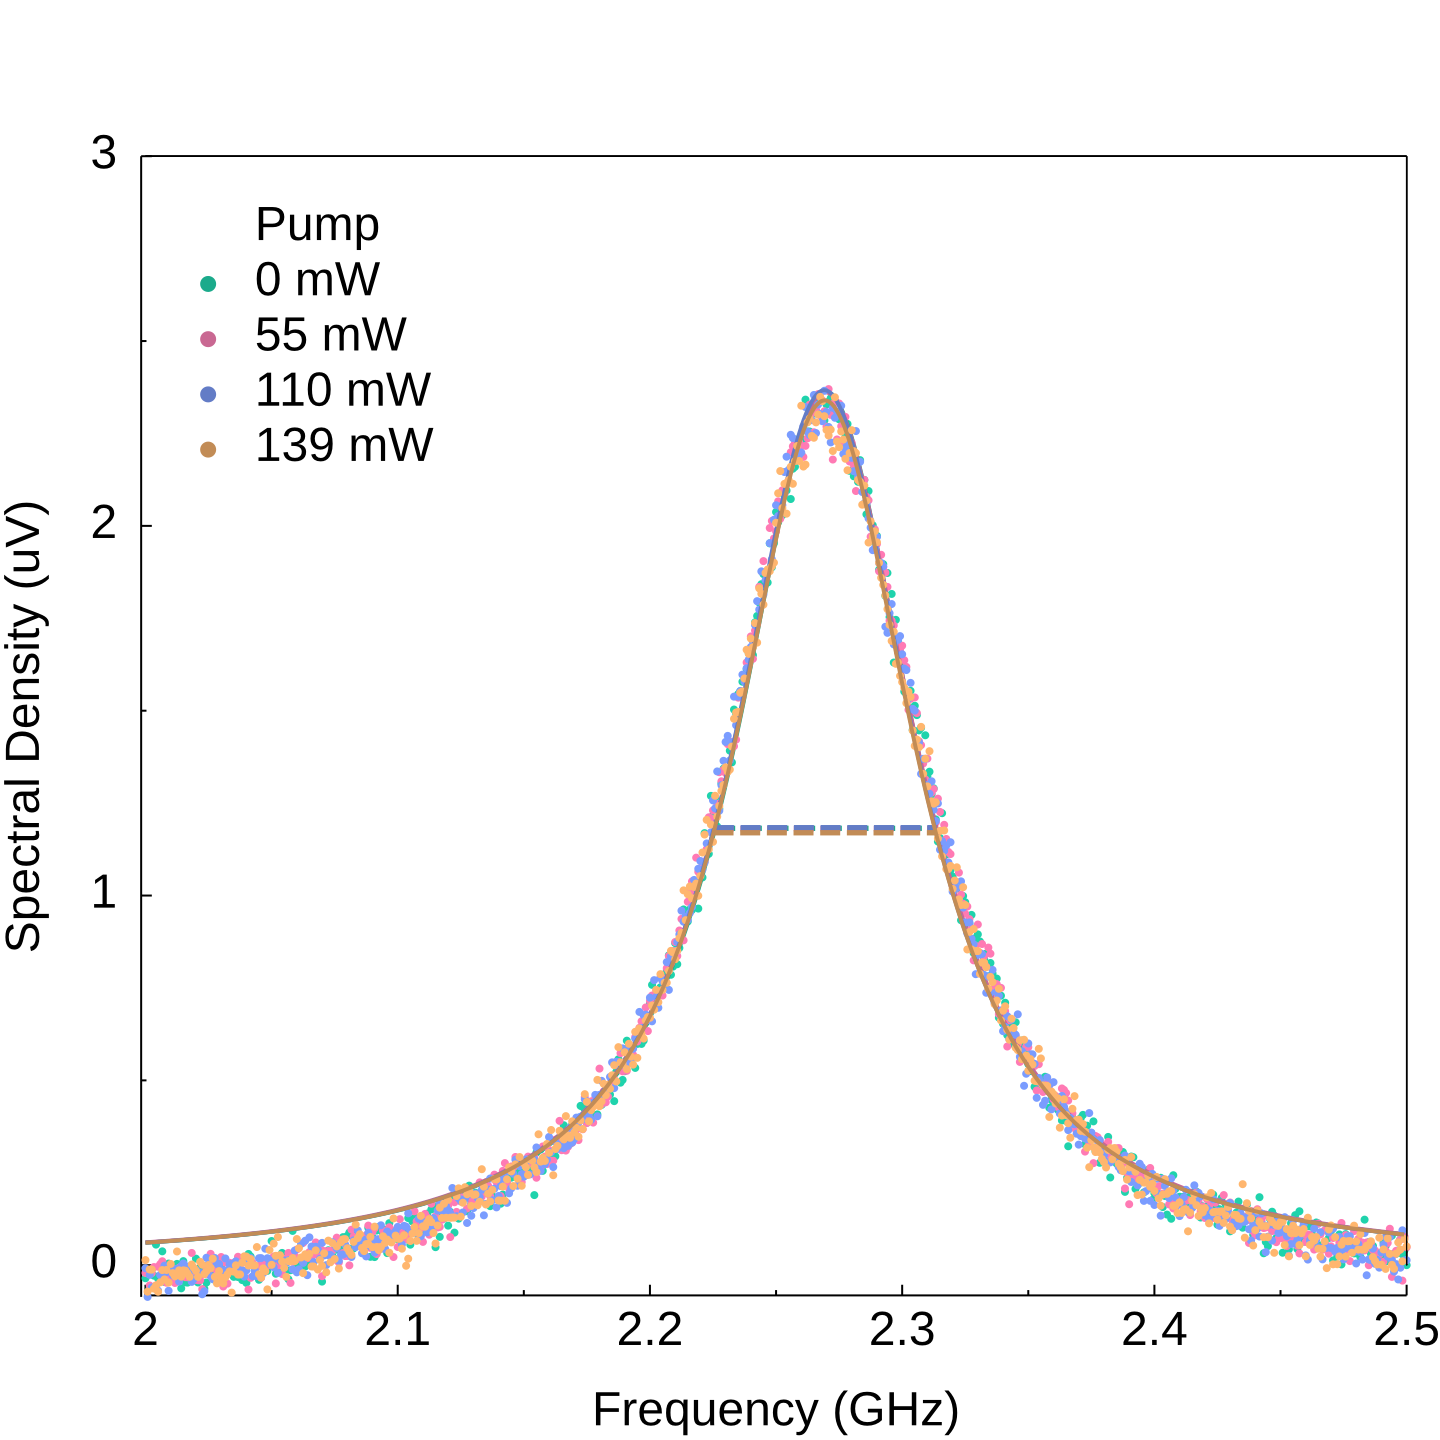 3
Pump
0 mW
55 mW
110 mW
139 mW
2
1
0
Spectral Density (uV)
2 2.1 2.2 2.3 2.4 2.5
Frequency (GHz)